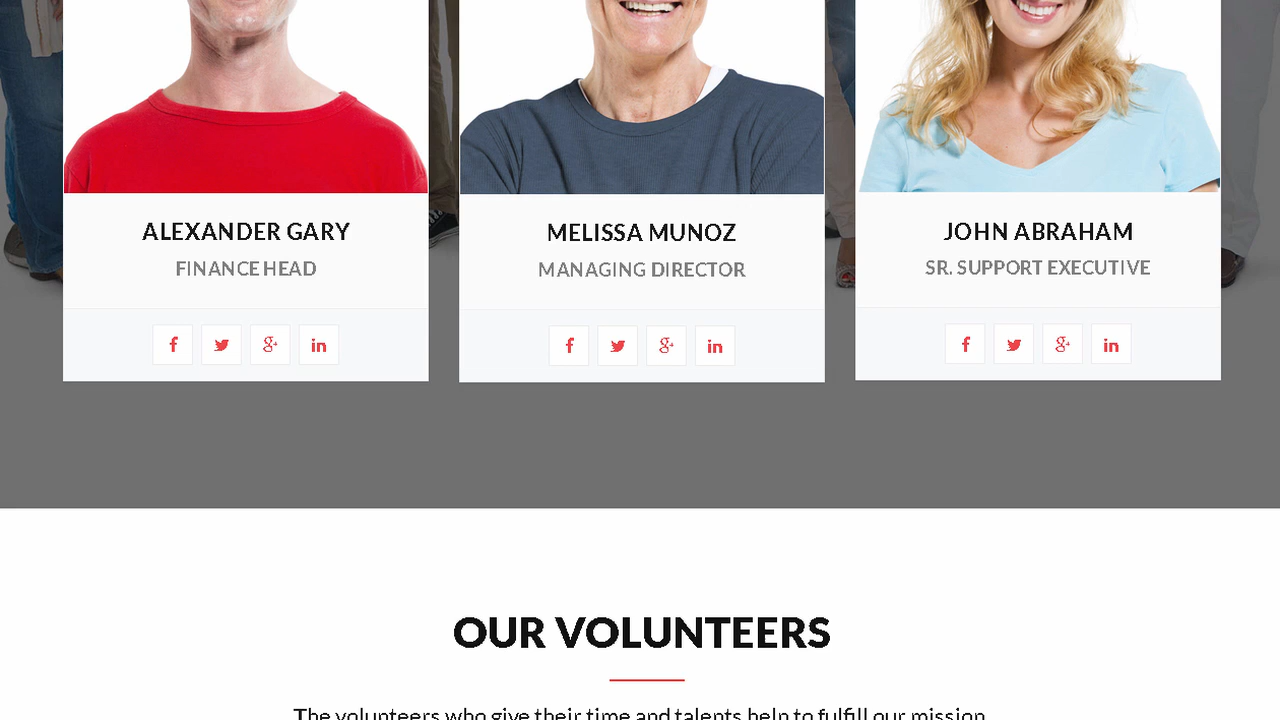 ALEXANDER GARY
FINANCE HEAD
MELISSA MUNOZ
MANAGING DIRECTOR
JOHN ABRAHAM
SR. SUPPORT EXECUTIVE
OUR VOLUNTEERS
The volunteers who give their time and talents help to fulfill our mission.